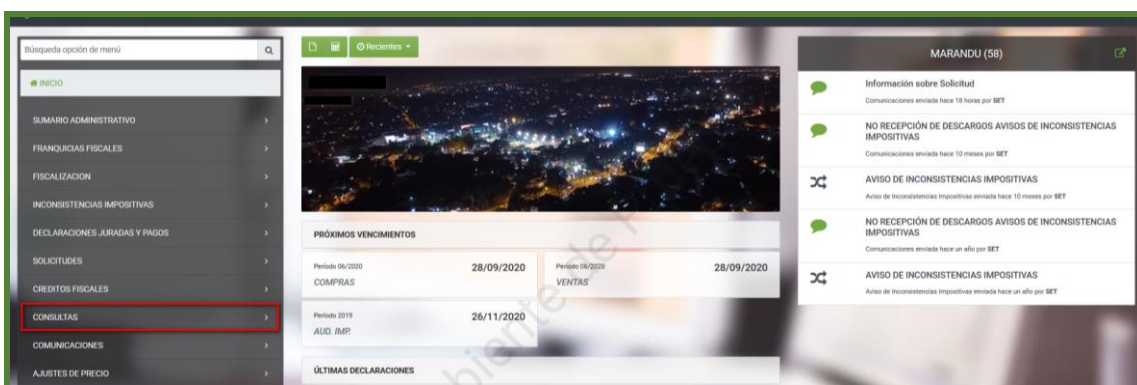 Búsqueda opción de menú
INICIO
SUMARIO ADMINISTRATIVO
FRANQUICIAS FISCALES
FISCALIZACION
INCONSISTENCIAS IMPOSITIVAS
DECLARACIONES JURADAS Y PAGOS
SOLICITUDES
CREDITOS FISCALES
CONSULTAS
COMUNICACIONES
AJUSTES DE PRECIO
Recientes
PRÓXIMOS VENCIMIENTOS
Periodo 06/2020
28/09/2020
COMPRAS
Periodo 06/2020
28/09/2020
VENTAS
Periodo 2019
26/11/2020
AUD. IMP.
ÚLTIMAS DECLARACIONES
MARANDU (58)
Información sobre Solicitud
Comunicaciones enviada hace 18 horas por SET
NO RECEPCIÓN DE DESCARGOS AVISOS DE INCONSISTENCIAS
IMPOSITIVAS
Comunicaciones enviada hace 10 meses por SET
AVISO DE INCONSISTENCIAS IMPOSITIVAS
Aviso de Inconsistencias Impositivas enviada hace 10 meses por SET
NO RECEPCIÓN DE DESCARGOS AVISOS DE INCONSISTENCIAS
IMPOSITIVAS
Comunicaciones enviada hace un año por SET
AVISO DE INCONSISTENCIAS IMPOSITIVAS
Aviso de Inconsistencias Impositivas enviada hace un año por SET